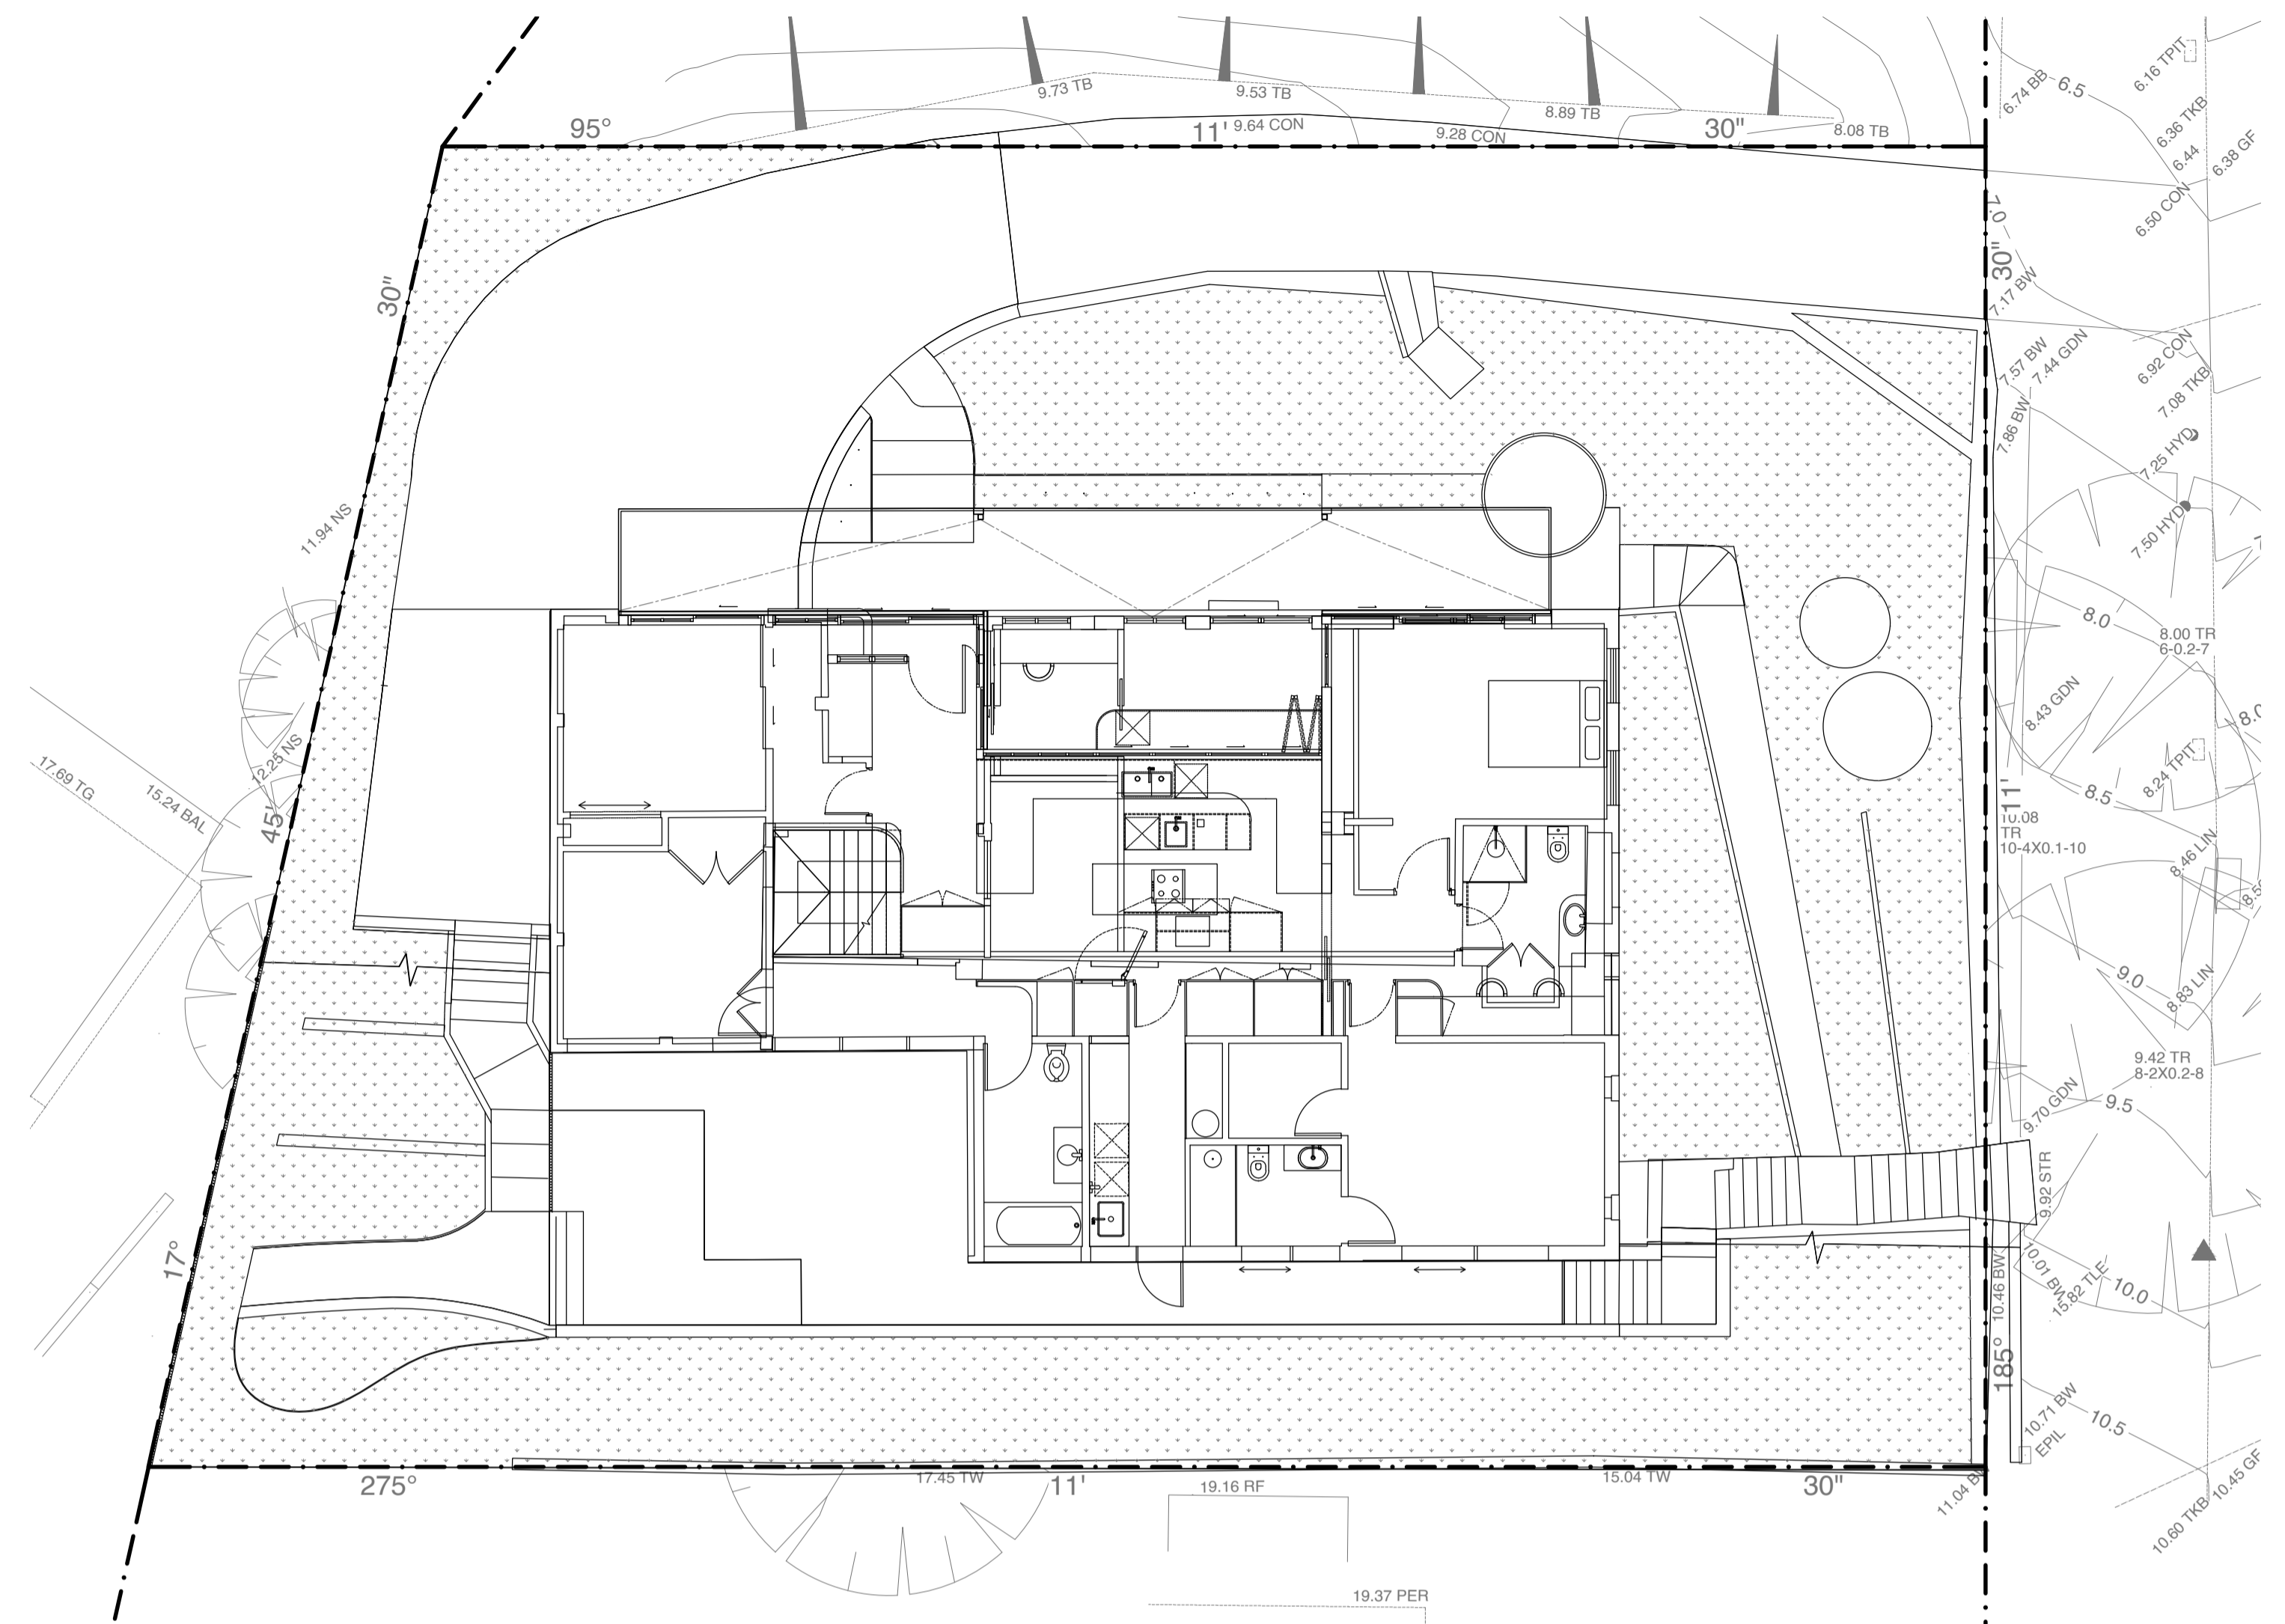 6.16 TPIT
6.74 BB
6.5
9.73 TB
9.53 TB
8.89 TB
8.08 TB
6.36 TKB
95°
11'
9.64 CON
9.28 CON
30"
6.44
6.38 GF
6.50 CON
7.0
30"
30"
7.17 BW
7.57 BW
7.44 GDN
6.92 CON
7.08 TKB
7.86 BW
7.25 HYD
7.50 HYD
11.94 NS
8.0
8.00 TR
6-0.2-7
8.43 GDN
8.0
12.25 NS
17.69 TG
15.24 BAL
45'
8.24 TPIT
8.5
11'
10.08
TR
10-4X0.1-10
8.46 LIN
9.0
8.83 LIN
9.42 TR
8-2X0.2-8
9.70 GDN
9.5
9.92 STR
17°
10.01 BW
10.46 BW
15.82 TLE
10.0
185°
10.71 BW
10.5
EPIL
275°
17.45 TW
11'
19.16 RF
15.04 TW
30"
11.04
10.45 GF
10.60 TKB
19.37 PER